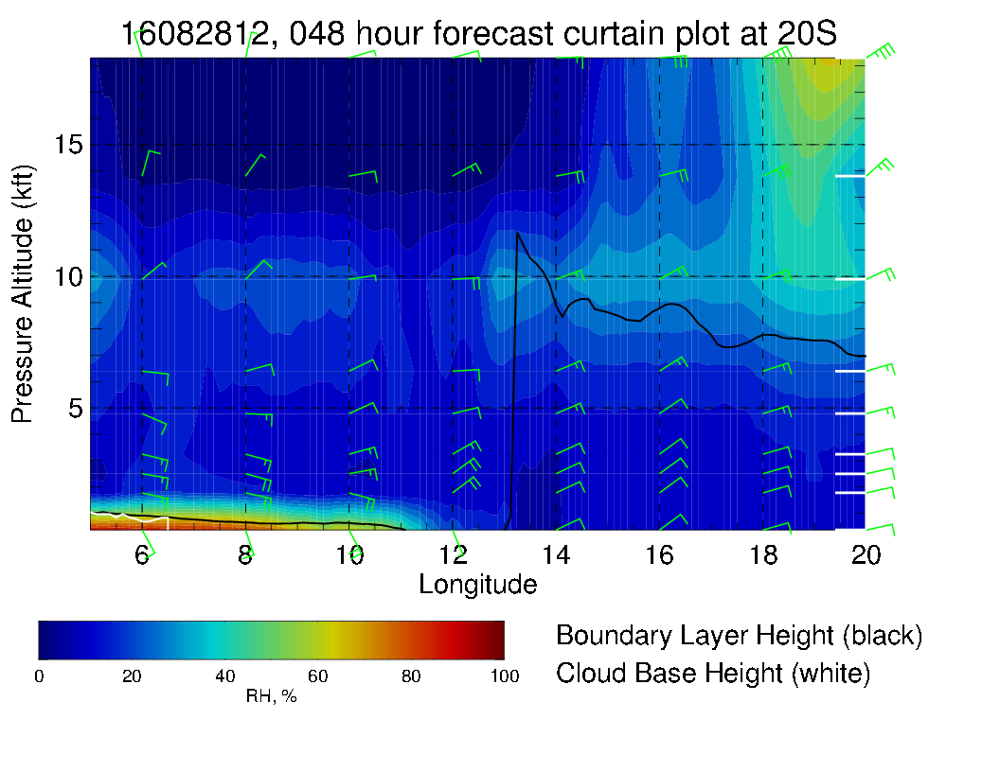 16082812, 048 hour forecast curtain plot at 20S
Pressure Altitude (kft)
15
10
5
6 8 10 12 14 16 18 20
Longitude
0 20 40 60 80 100
RH, %
Boundary Layer Height (black)
Cloud Base Height (white)